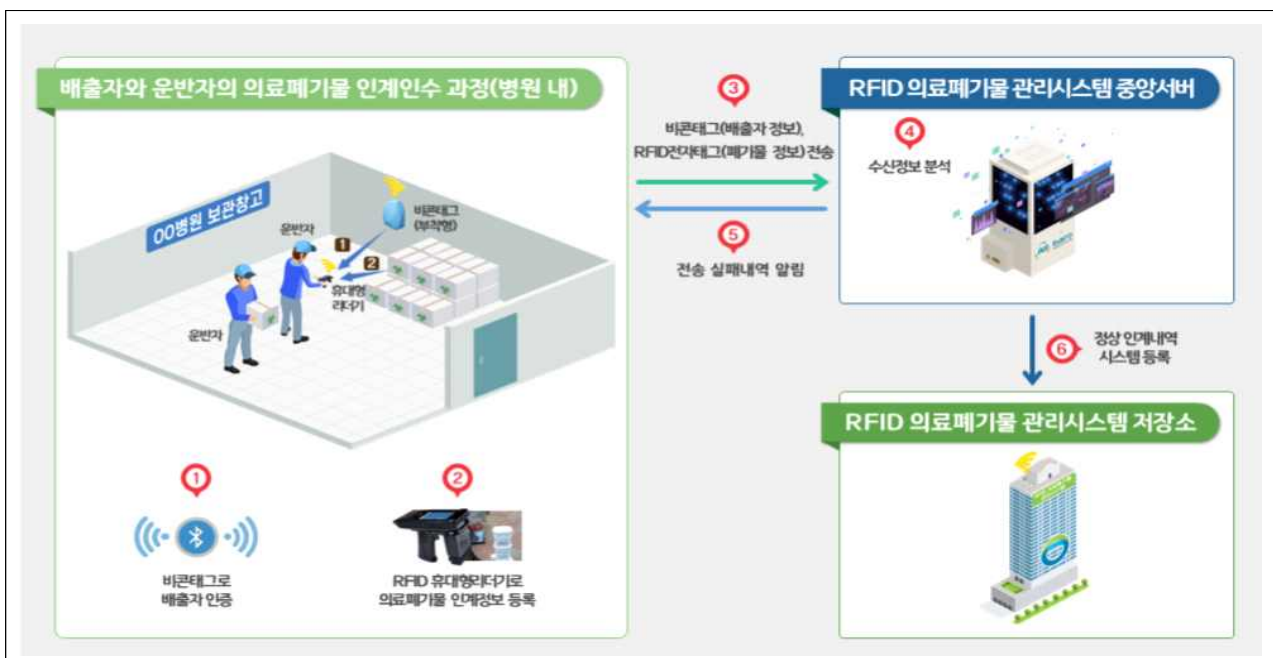 배출자와 운반자의 의료폐기물 인계인수 과정(병원 내)
OO병원 보관창고
운반자
비콘태그
(부착형)
1
2
휴대형
리더기
운반자
1
비콘태그로
배출자 인증
2
RFID 휴대형리더기로
의료폐기물 인계정보 등록
3
비콘태그(배출자 정보),
RFID전자태그(폐기물 정보) 전송
5
전송 실패내역 알림
RFID 의료폐기물 관리시스템 중앙서버
4
수신정보 분석
6
정상 인계내역
시스템 등록
RFID 의료폐기물 관리시스템 저장소